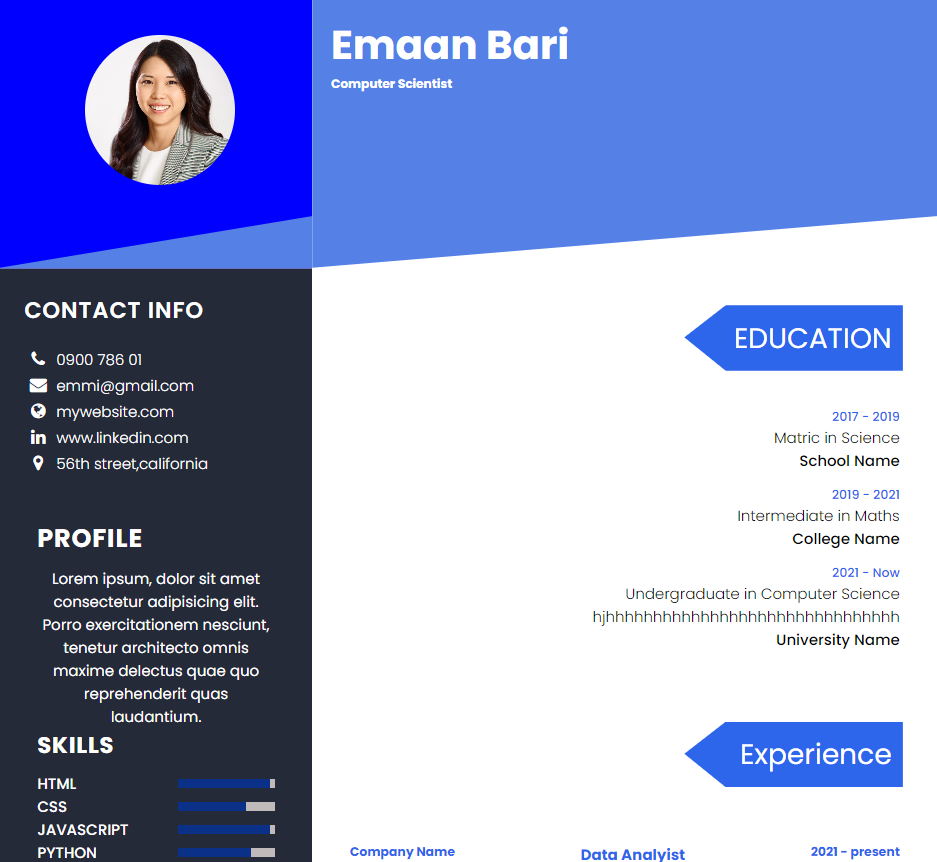 Emaan Bari
Computer Scientist
CONTACT INFO
0900 786 01
emmi@gmail.com
mywebsite.com
www.linkedin.com
56th street,california
PROFILE
Lorem ipsum, dolor sit amet
consectetur adipisicing elit.
Porro exercitationem nesciunt,
tenetur architecto omnis
maxime delectus quae quo
reprehenderit quas
laudantium.
SKILLS
HTML
CSS
JAVASCRIPT
PYTHON
EDUCATION
2017 - 2019
Matric in Science
School Name
2019 - 2021
Intermediate in Maths
College Name
2021 - Now
Undergraduate in Computer Science
hjhhhhhhhhhhhhhhhhhhhhhhhhhhhhhh
University Name
Experience
Company Name Data Analyist 2021 - present